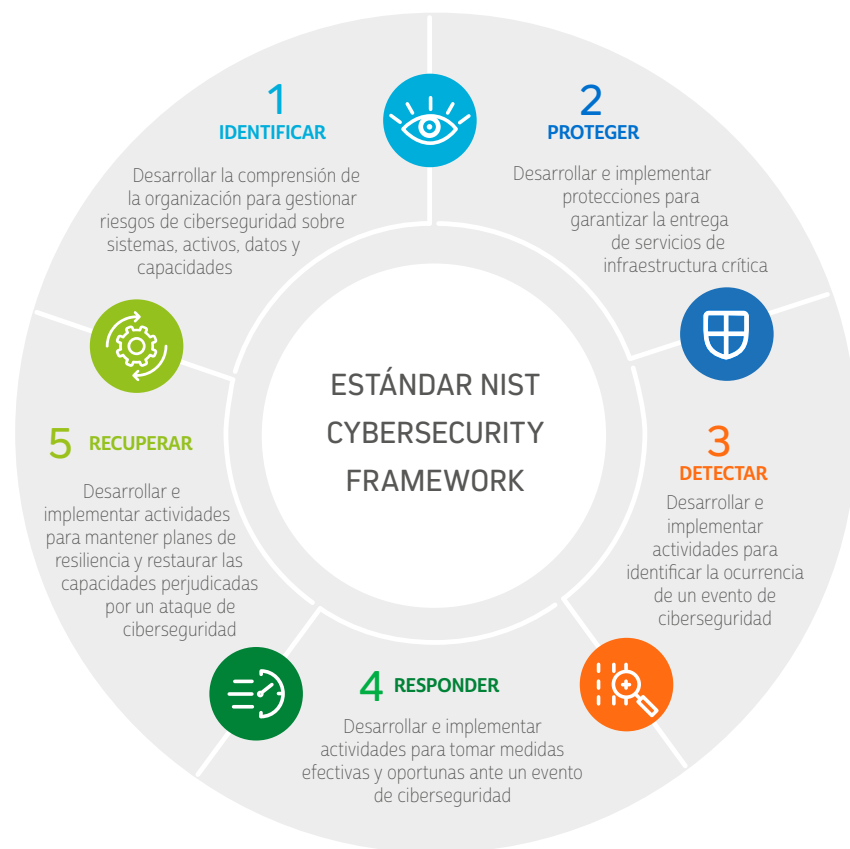 1
IDENTIFICAR
Desarrollar la comprensión de
la organización para gestionar
riesgos de ciberseguridad sobre
sistemas, activos, datos y
capacidades
2
PROTEGER
Desarrollar e implementar
protecciones para
garantizar la entrega
de servicios de
infraestructura crítica
ESTÁNDAR NIST
CYBERSECURITY
FRAMEWORK
3
DETECTAR
Desarrollar e
implementar
actividades para
identificar la ocurrencia
de un evento de
ciberseguridad
4 RESPONDER
Desarrollar e implementar
actividades para tomar medidas
efectivas y oportunas ante un evento
de ciberseguridad
5 RECUPERAR
Desarrollar e
implementar actividades
para mantener planes de
resiliencia y restaurar las
capacidades perjudicadas
por un ataque de
ciberseguridad